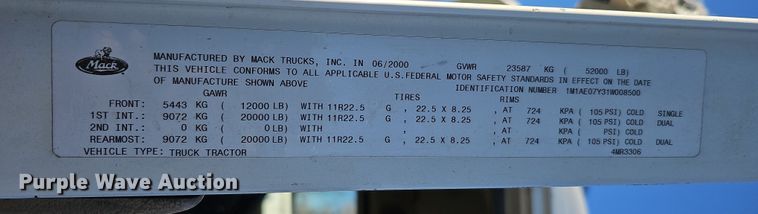 Mack
MANUFACTURED BY MACK TRUCKS, INC. IN 06/2000 GVWR 23587 KG ( 52000 LB)
THIS VEHICLE CONFORMS TO ALL APPLICABLE U.S.FEDERAL MOTOR SAFETY STANDARDS IN EFFECT ON THE DATE
OF MANUFACTURE SHOWN ABOVE IDENTIFICATION NUMBER 1M1AE07Y31W008500
GAWR TIRES RIMS
FRONT: 5443 KG ( 12000 LB) WITH 11R22.5 G , 22.5 X 8.25 , AT 724 KPA ( 105 PSI) COLD SINGLE
1ST INT.: 9072 KG ( 20000 LB) WITH 11R22.5 G , 22.5 X 8.25 , AT 724 KPA ( 105 PSI) COLD DUAL
2ND INT: 0 KG ( 0 LB) WITH , , AT KPA ( PSI) COLD
REARMOST: 9072 KG ( 20000 LB) WITH 11R22.5 G , 22.5 X 8.25 , AT 724 KPA ( 105 PSI) COLD DUAL
VEHICLE TYPE: TRUCK TRACTOR 4MR3306
Purple Wave Auction